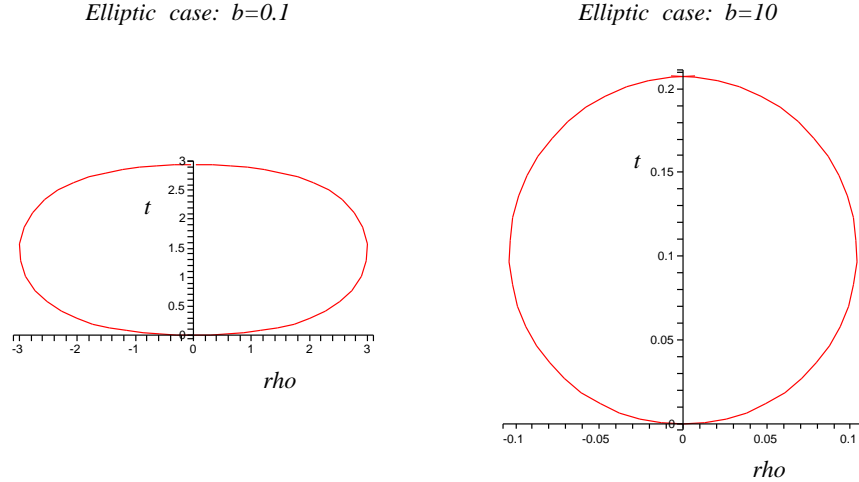 Elliptic case: b=0.1
3
2.5
t
2
1.5
1
0.5
0
-3 -2 -1 0 1 2 3
rho
Elliptic case: b=10
0.2
t
0.15
0.1
0.05
0
-0.1 -0.05 0 0.05 0.1
rho